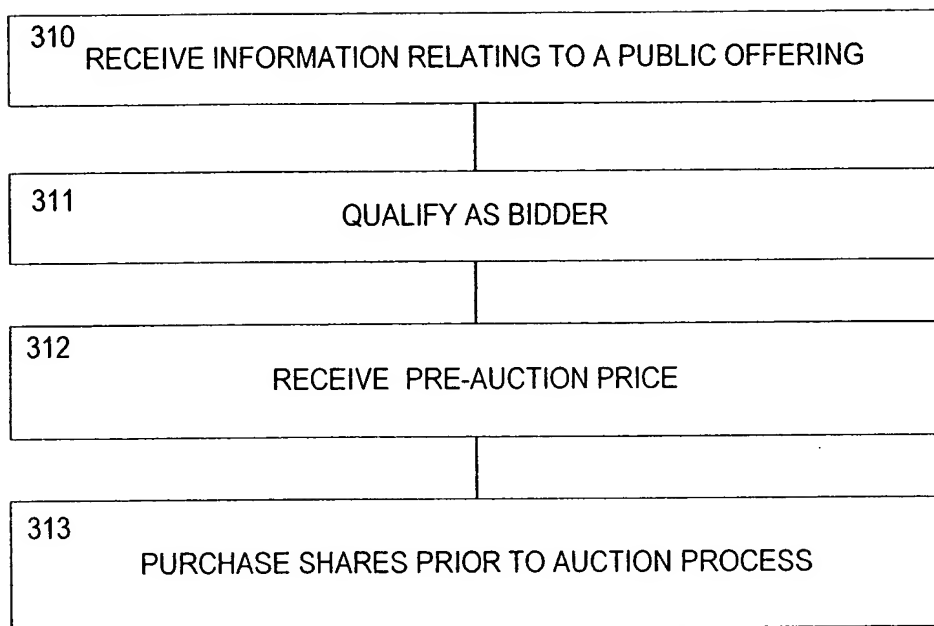 310
RECEIVE INFORMATION RELATING TO A PUBLIC OFFERING
311
QUALIFY AS BIDDER
312
RECEIVE PRE-AUCTION PRICE
313
PURCHASE SHARES PRIOR TO AUCTION PROCESS